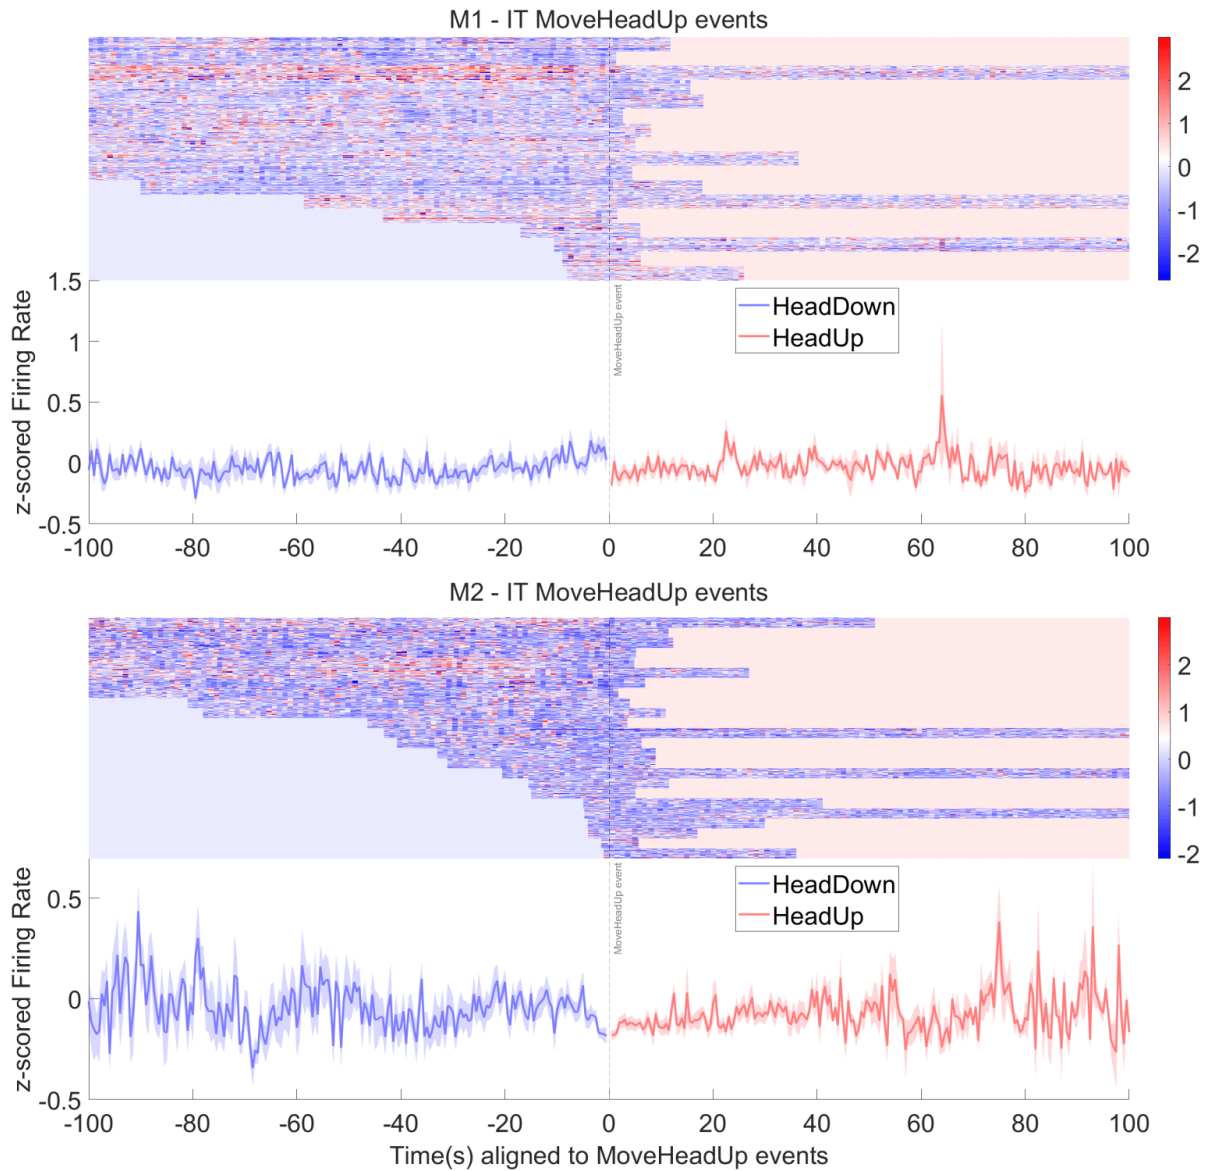 M1 - IT MoveHeadUp events
2
1
0
-1
-2
1.5
1
0.5
0
-0.5
z-scored Firing Rate
MoveHeadUp event
HeadDown
HeadUp
-100 -80 -60 -40 -20 0 20 40 60 80 100
M2 - IT MoveHeadUp events
2
1
0
-1
-2
0.5
0
-0.5
z-scored Firing Rate
MoveHeadUp event
HeadDown
HeadUp
-100 -80 -60 -40 -20 0 20 40 60 80 100
Time(s) aligned to MoveHeadUp events